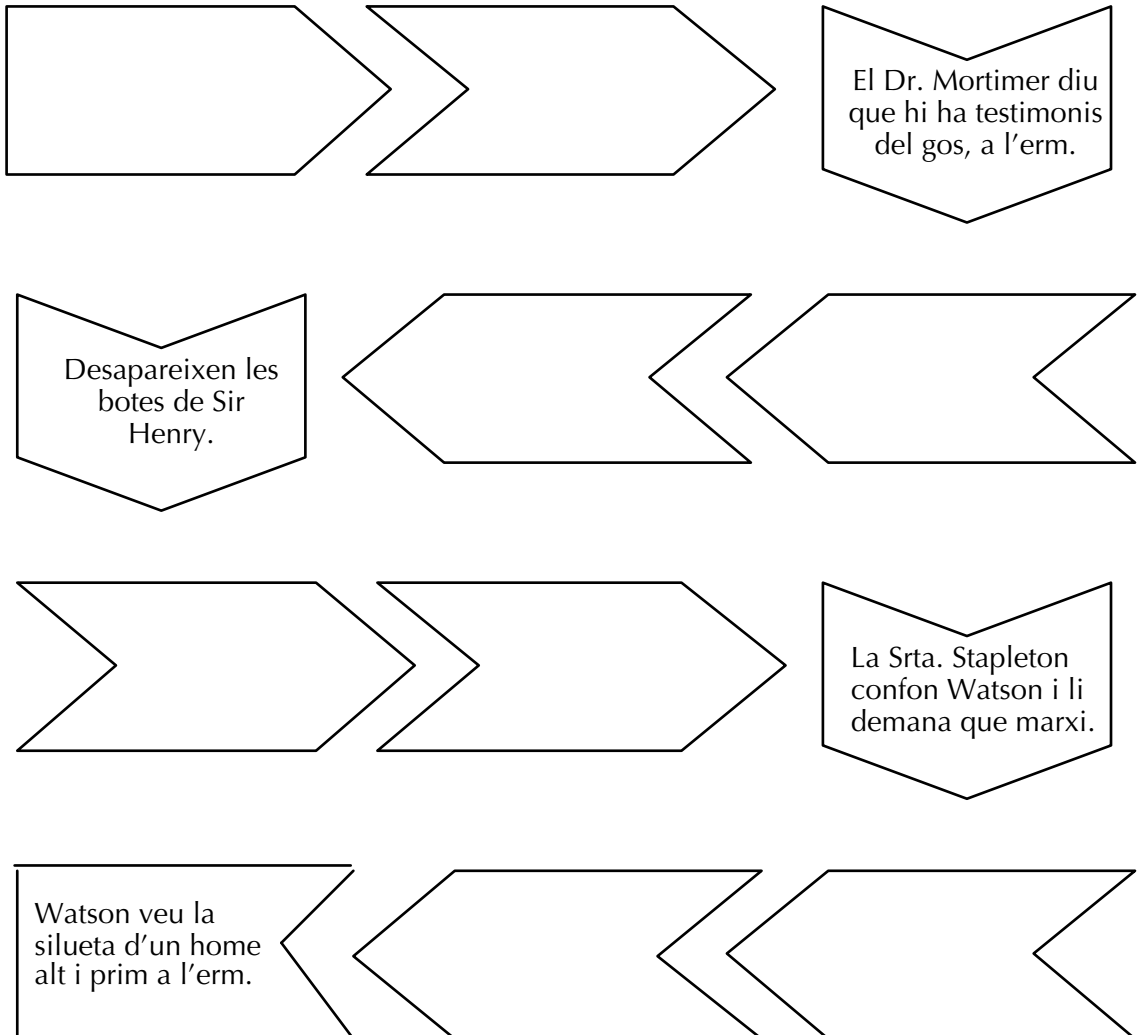 El Dr. Mortimer diu
que hi ha testimonis
del gos, a l’erm.
Desapareixen les
botes de Sir
Henry.
La Srta. Stapleton
confon Watson i li
demana que marxi.
Watson veu la
silueta d’un home
alt i prim a l’erm.